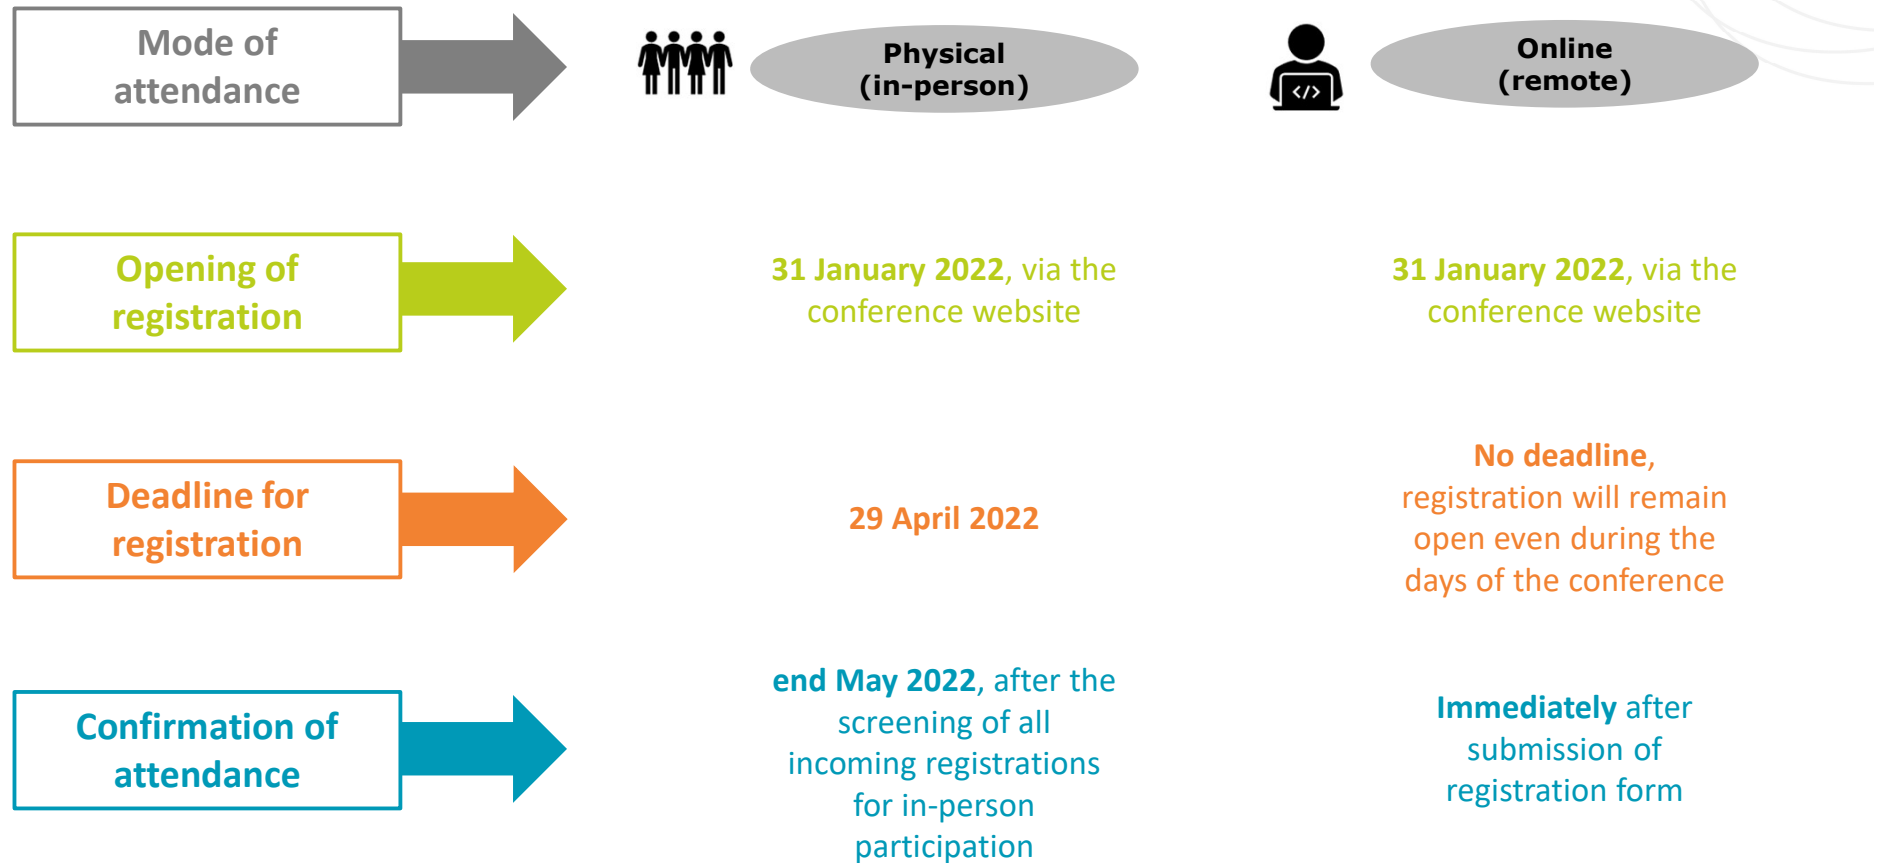 Mode of
attendance
Physical
(in-person)
</>
Online
(remote)
Opening of
registration
31 January 2022, via the
conference website
31 January 2022, via the
conference website
Deadline for
registration
29 April 2022
No deadline,
registration will remain
open even during the
days of the conference
Confirmation of
attendance
end May 2022, after the
screening of all
incoming registrations
for in-person
participation
Immediately after
submission of
registration form